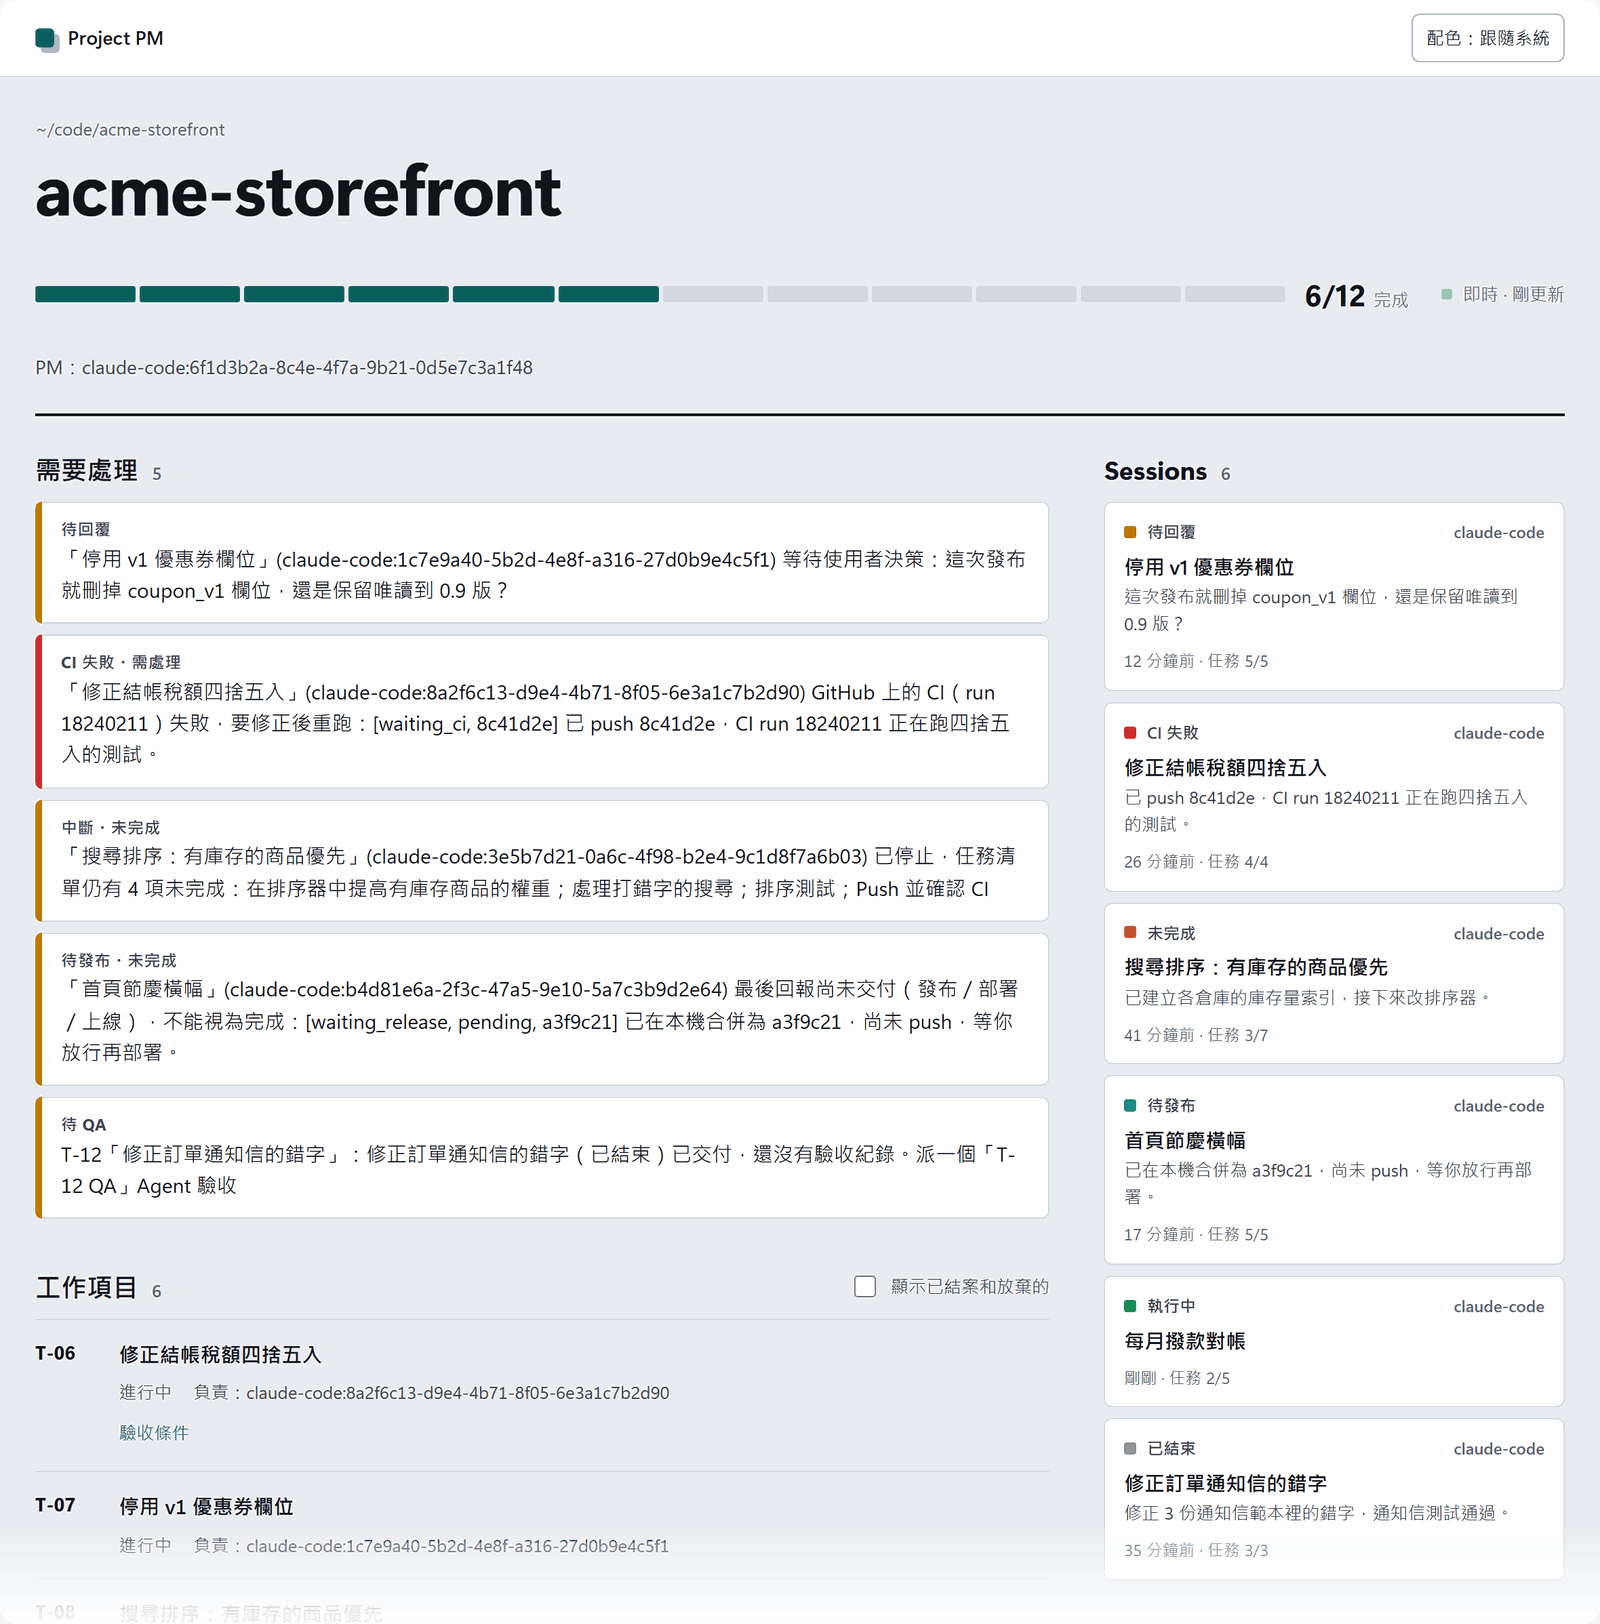 Project PM
配色：跟隨系統
~/code/acme-storefront
acme-storefront
6/12 完成
即時 · 剛更新
PM：claude-code:6f1d3b2a-8c4e-4f7a-9b21-0d5e7c3a1f48
需要處理 5
待回覆
「停用 v1 優惠券欄位」(claude-code:1c7e9a40-5b2d-4e8f-a316-27d0b9e4c5f1) 等待使用者決策：這次發布
就刪掉 coupon_v1 欄位，還是保留唯讀到 0.9 版？
CI 失敗 · 需處理
「修正結帳稅額四捨五入」(claude-code:8a2f6c13-d9e4-4b71-8f05-6e3a1c7b2d90) GitHub 上的 CI（run
18240211）失敗，要修正後重跑：[waiting_ci, 8c41d2e] 已 push 8c41d2e，CI run 18240211 正在跑四捨五
入的測試。
中斷 · 未完成
「搜尋排序：有庫存的商品優先」(claude-code:3e5b7d21-0a6c-4f98-b2e4-9c1d8f7a6b03) 已停止，任務清
單仍有 4 項未完成：在排序器中提高有庫存商品的權重；處理打錯字的搜尋；排序測試；Push 並確認 CI
待發布 · 未完成
「首頁節慶橫幅」(claude-code:b4d81e6a-2f3c-47a5-9e10-5a7c3b9d2e64) 最後回報尚未交付（發布／部署
／上線），不能視為完成：[waiting_release, pending, a3f9c21] 已在本機合併為 a3f9c21，尚未 push，等你
放行再部署。
待 QA
T-12「修正訂單通知信的錯字」：修正訂單通知信的錯字（已結束）已交付，還沒有驗收紀錄。派一個「T-
12 QA」Agent 驗收
工作項目 6
顯示已結案和放棄的
T-06 修正結帳稅額四捨五入
進行中 負責：claude-code:8a2f6c13-d9e4-4b71-8f05-6e3a1c7b2d90
驗收條件
T-07 停用 v1 優惠券欄位
進行中 負責：claude-code:1c7e9a40-5b2d-4e8f-a316-27d0b9e4c5f1
T-08 搜尋排序：有庫存的商品優先
Sessions 6
待回覆 claude-code
停用 v1 優惠券欄位
這次發布就刪掉 coupon_v1 欄位，還是保留唯讀到
0.9 版？
12 分鐘前 · 任務 5/5
CI 失敗 claude-code
修正結帳稅額四捨五入
已 push 8c41d2e，CI run 18240211 正在跑四捨五入
的測試。
26 分鐘前 · 任務 4/4
未完成 claude-code
搜尋排序：有庫存的商品優先
已建立各倉庫的庫存量索引，接下來改排序器。
41 分鐘前 · 任務 3/7
待發布 claude-code
首頁節慶橫幅
已在本機合併為 a3f9c21，尚未 push，等你放行再部
署。
17 分鐘前 · 任務 5/5
執行中 claude-code
每月撥款對帳
剛剛 · 任務 2/5
已結束 claude-code
修正訂單通知信的錯字
修正 3 份通知信範本裡的錯字，通知信測試通過。
35 分鐘前 · 任務 3/3